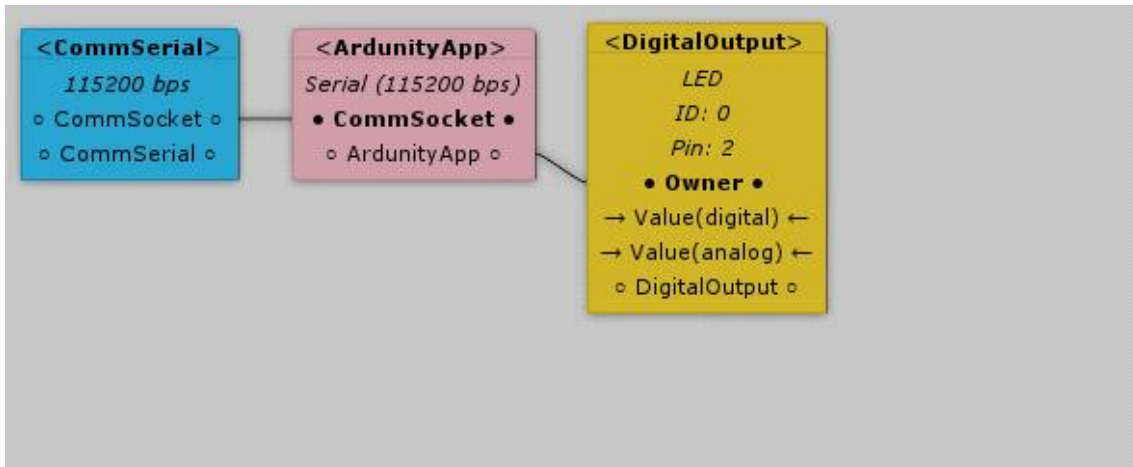 <CommSerial>
115200 bps
○ CommSocket ○
○ CommSerial ○
<ArdunityApp>
Serial (115200 bps)
● CommSocket ●
○ ArdunityApp ○
<DigitalOutput>
LED
ID: 0
Pin: 2
● Owner ●
→ Value(digital) ←
→ Value(analog) ←
○ DigitalOutput ○